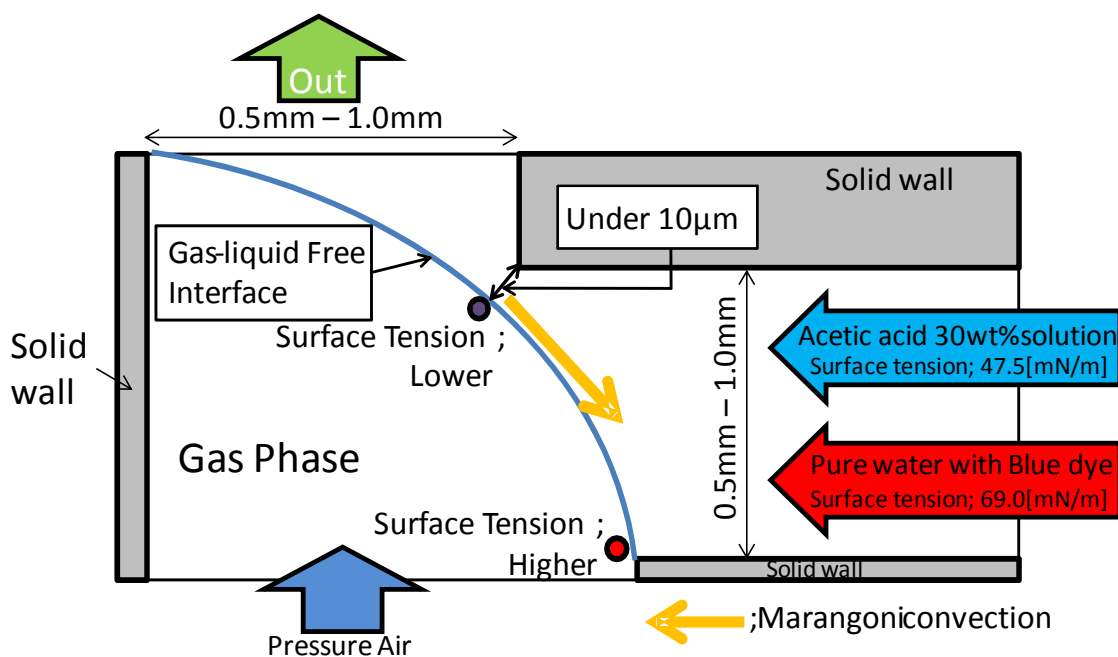 Out
0.5mm – 1.0mm
Solid wall
Under 10μm
Gas-liquid Free
Interface
Surface Tension ;
Lower
Solid
wall
Acetic acid 30wt%solution
Surface tension; 47.5[mN/m]
0.5mm – 1.0mm
Gas Phase
Pure water with Blue dye
Surface tension; 69.0[mN/m]
Surface Tension ;
Higher
Solid wall
;Marangoniconvection
Pressure Air